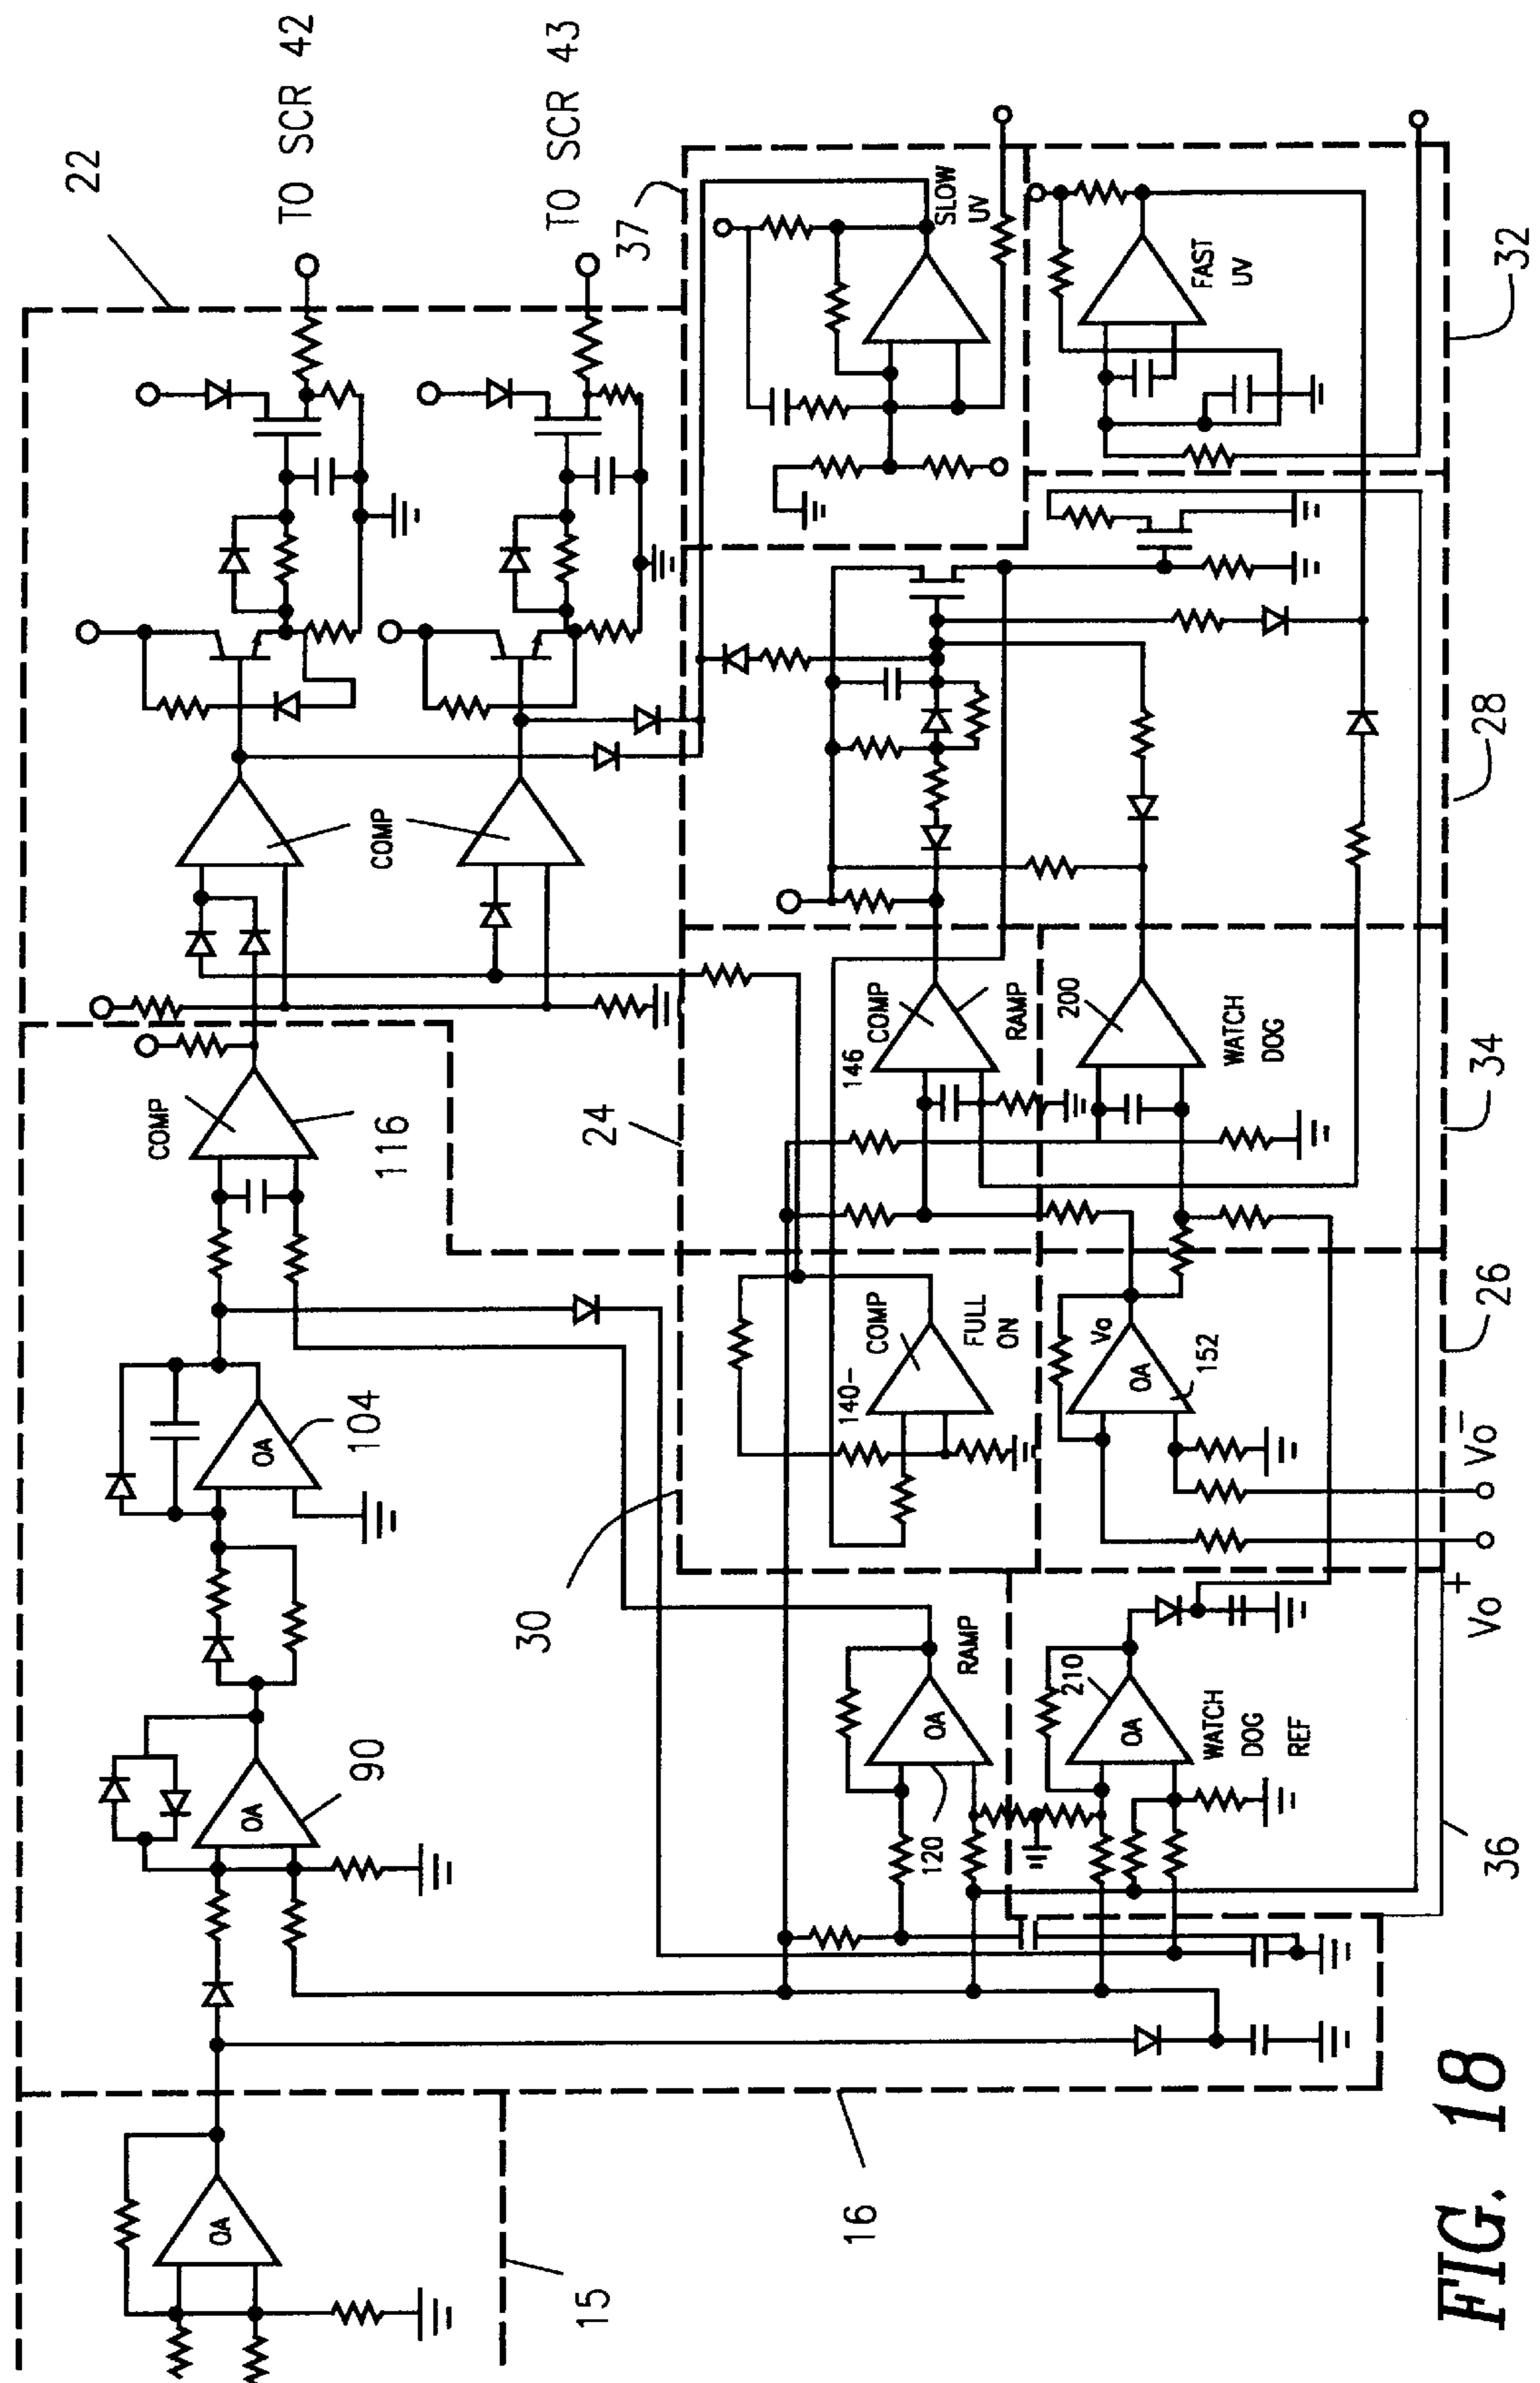 22
TO SCR 42
TO SCR 43
37
SLOW
UV
FAST
UV
32
COMP
28
COMP
116
24
146
COMP
RAMP
200
WATCH
DOG
34
OA
104
30
140-
COMP
FULL
ON
Vo
OA
152
26
Vo-
Vo+
OA
90
OA
RAMP
120
210
OA
WATCH
DOG
REF
36
OA
15
16
FIG. 18